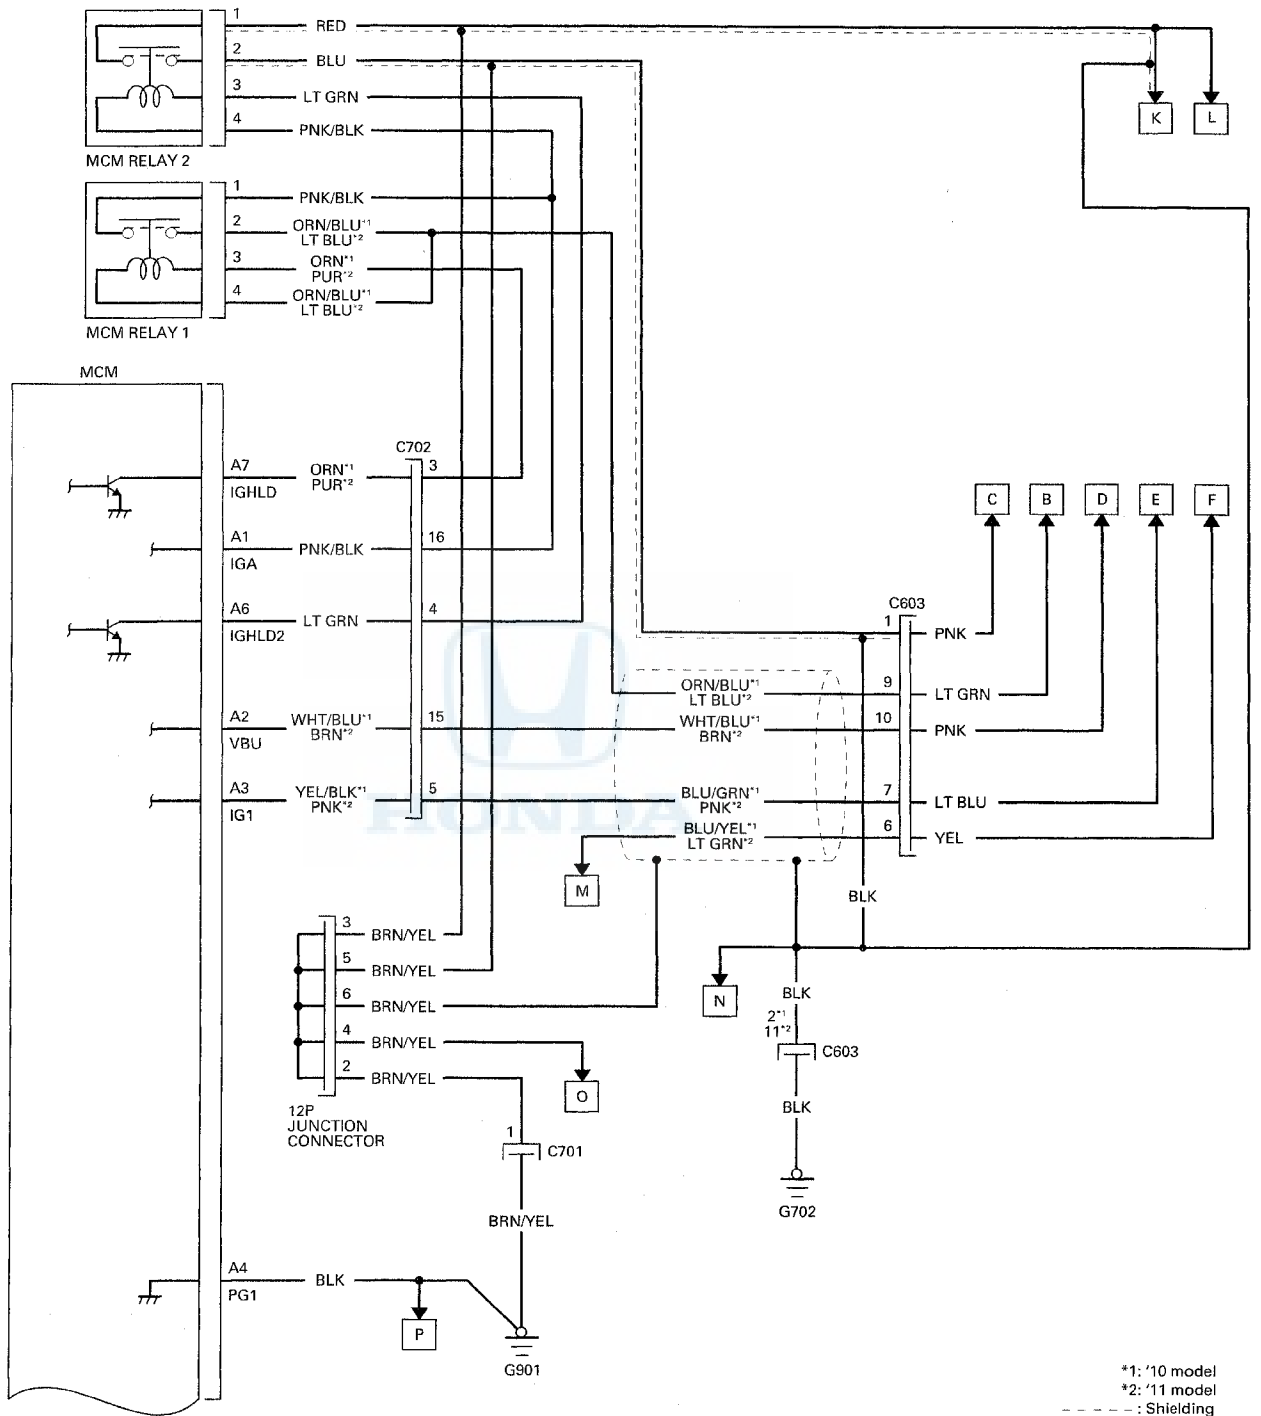 1
RED
2
BLU
3
LT GRN
4
PNK/BLK
MCM RELAY 2
K
L
1
PNK/BLK
2
ORN/BLU*1
LT BLU*2
3
ORN*1
PUR*2
4
ORN/BLU*1
LT BLU*2
MCM RELAY 1
MCM
C702
A7
IGHLD
ORN*1
PUR*2
3
A1
IGA
PNK/BLK
16
A6
IGHLD2
LT GRN
4
A2
VBU
WHT/BLU*1
BRN*2
15
A3
IG1
YEL/BLK*1
PNK*2
5
C
B
D
E
F
C603
1
PNK
ORN/BLU*1
LT BLU*2
9
LT GRN
WHT/BLU*1
BRN*2
10
PNK
BLU/GRN*1
PNK*2
7
LT BLU
BLU/YEL*1
LT GRN*2
6
YEL
HONDA
M
BLK
3
BRN/YEL
5
BRN/YEL
6
BRN/YEL
4
BRN/YEL
2
BRN/YEL
12P
JUNCTION
CONNECTOR
O
N
BLK
2*1
11*2
C603
BLK
G702
1
C701
BRN/YEL
A4
PG1
BLK
P
G901
*1: '10 model
*2: '11 model
: Shielding